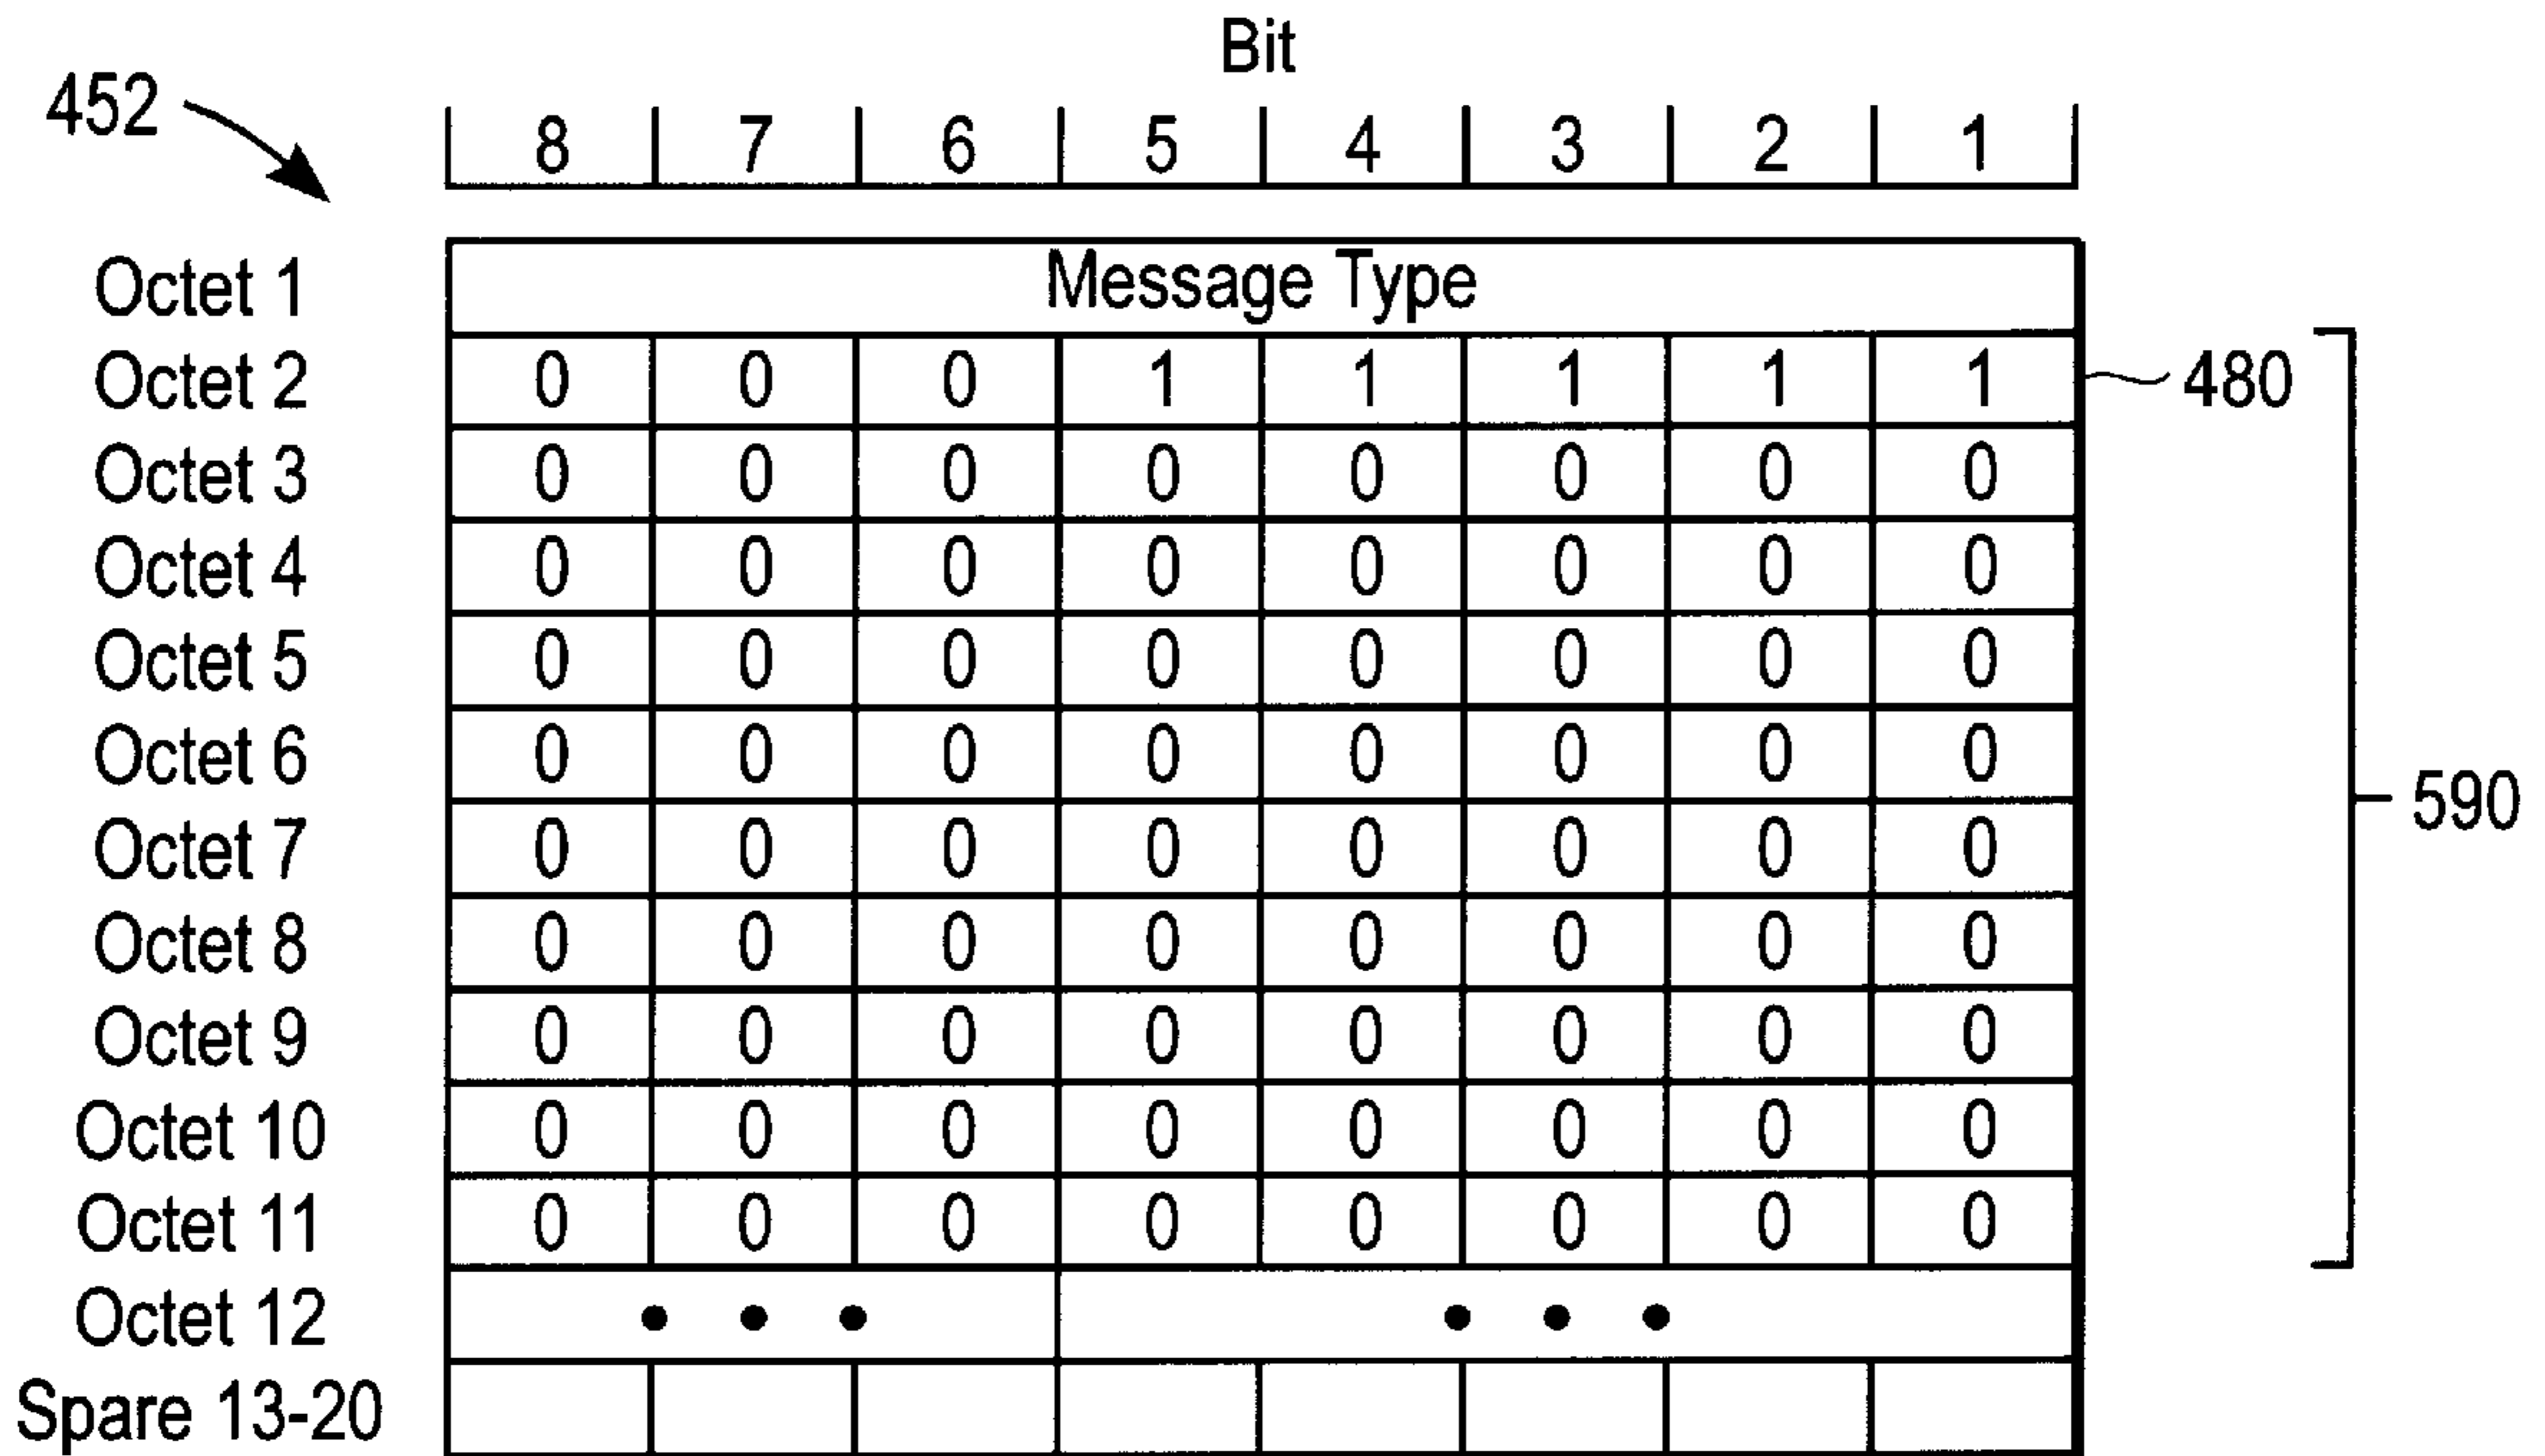 Bit
452
8 7 6 5 4 3 2 1
Octet 1 Message Type
Octet 2 0 0 0 1 1 1 1 1 480
Octet 3 0 0 0 0 0 0 0 0
Octet 4 0 0 0 0 0 0 0 0
Octet 5 0 0 0 0 0 0 0 0
Octet 6 0 0 0 0 0 0 0 0
Octet 7 0 0 0 0 0 0 0 0
590
Octet 8 0 0 0 0 0 0 0 0
Octet 9 0 0 0 0 0 0 0 0
Octet 10 0 0 0 0 0 0 0 0
Octet 11 0 0 0 0 0 0 0 0
Octet 12 • • • • • •
Spare 13-20